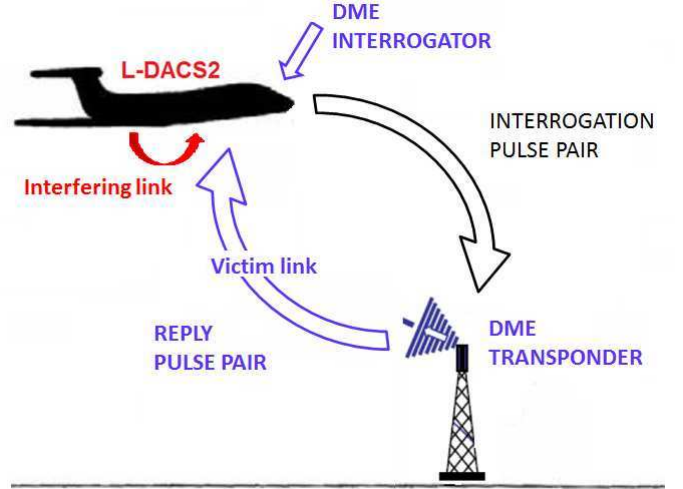 DME
INTERROGATOR
L-DACS2
INTERROGATION
PULSE PAIR
Interfering link
Victim link
REPLY
PULSE PAIR
DME
TRANSPONDER